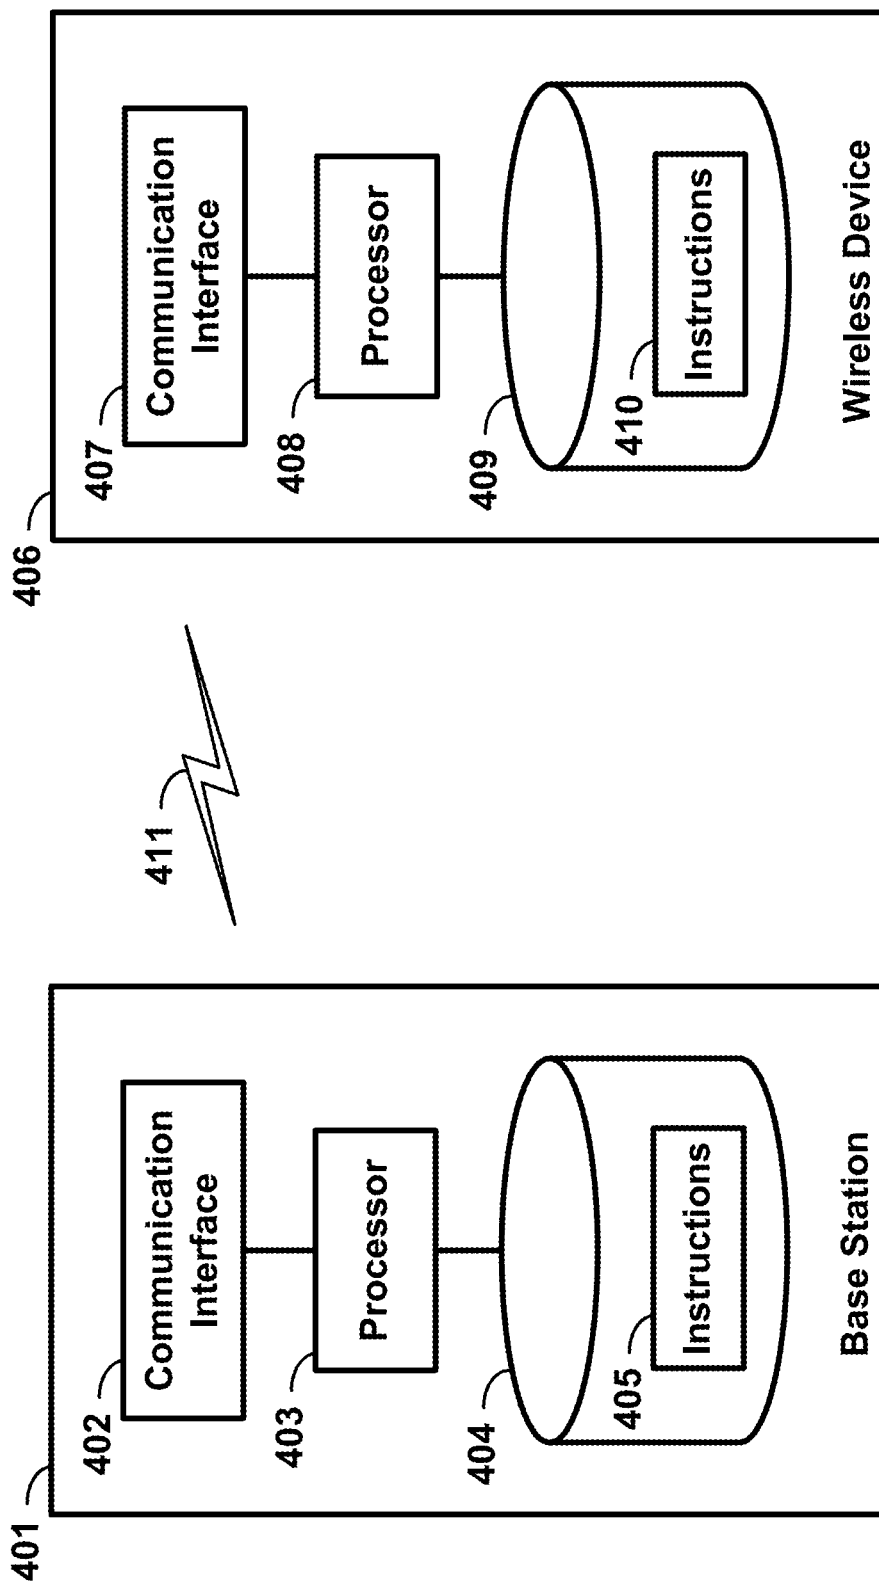 401
402
Communication
Interface
403
Processor
404
405
Instructions
Base Station
411
406
407
Communication
Interface
408
Processor
409
410
Instructions
Wireless Device